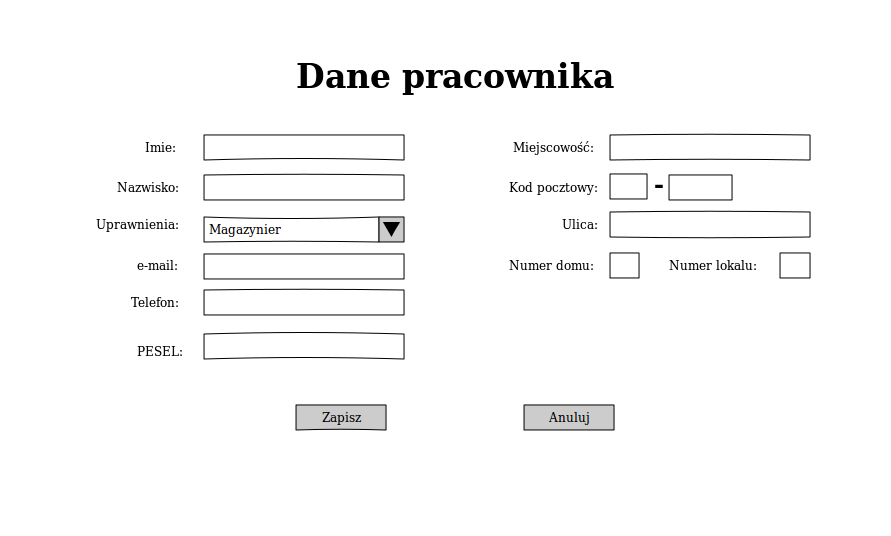 Dane pracownika
Imie:
Nazwisko:
Uprawnienia: Magazynier
e-mail:
Telefon:
PESEL:
Miejscowość:
Kod pocztowy: -
Ulica:
Numer domu: Numer lokalu:
Zapisz Anuluj